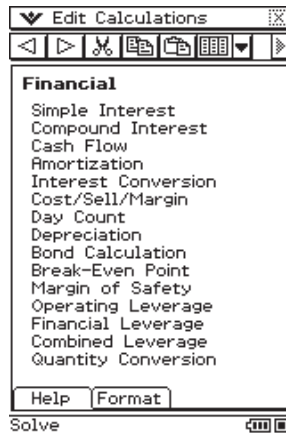 Edit Calculations
Financial
Simple Interest
Compound Interest
Cash Flow
Amortization
Interest Conversion
Cost/Sell/Margin
Day Count
Depreciation
Bond Calculation
Break-Even Point
Margin of Safety
Operating Leverage
Financial Leverage
Combined Leverage
Quantity Conversion
Help Format
Solve